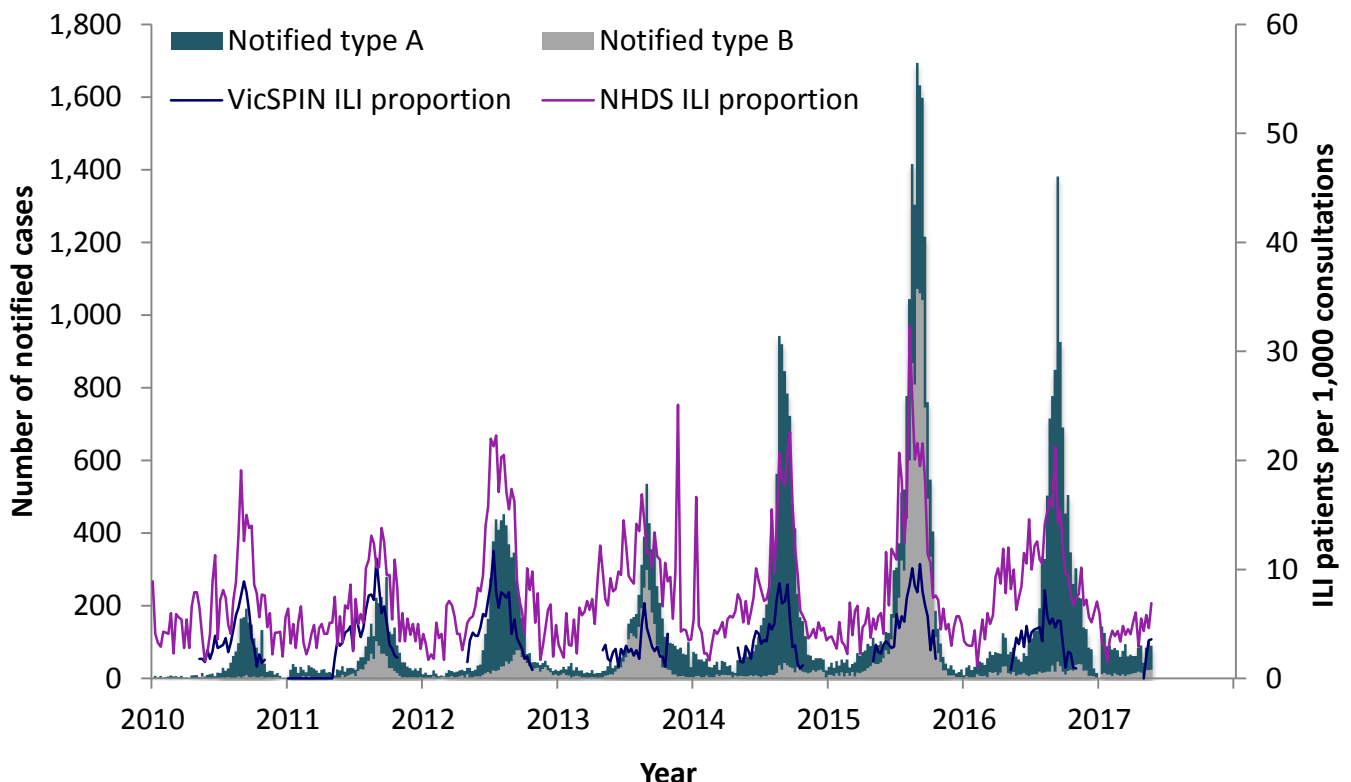 Notified type A
Notified type B
VicSPIN ILI proportion
NHDS ILI proportion
Number of notified cases
1,800
1,600
1,400
1,200
1,000
800
600
400
200
0
ILI patients per 1,000 consultations
60
50
40
30
20
10
0
2010 2011 2012 2013 2014 2015 2016 2017
Year